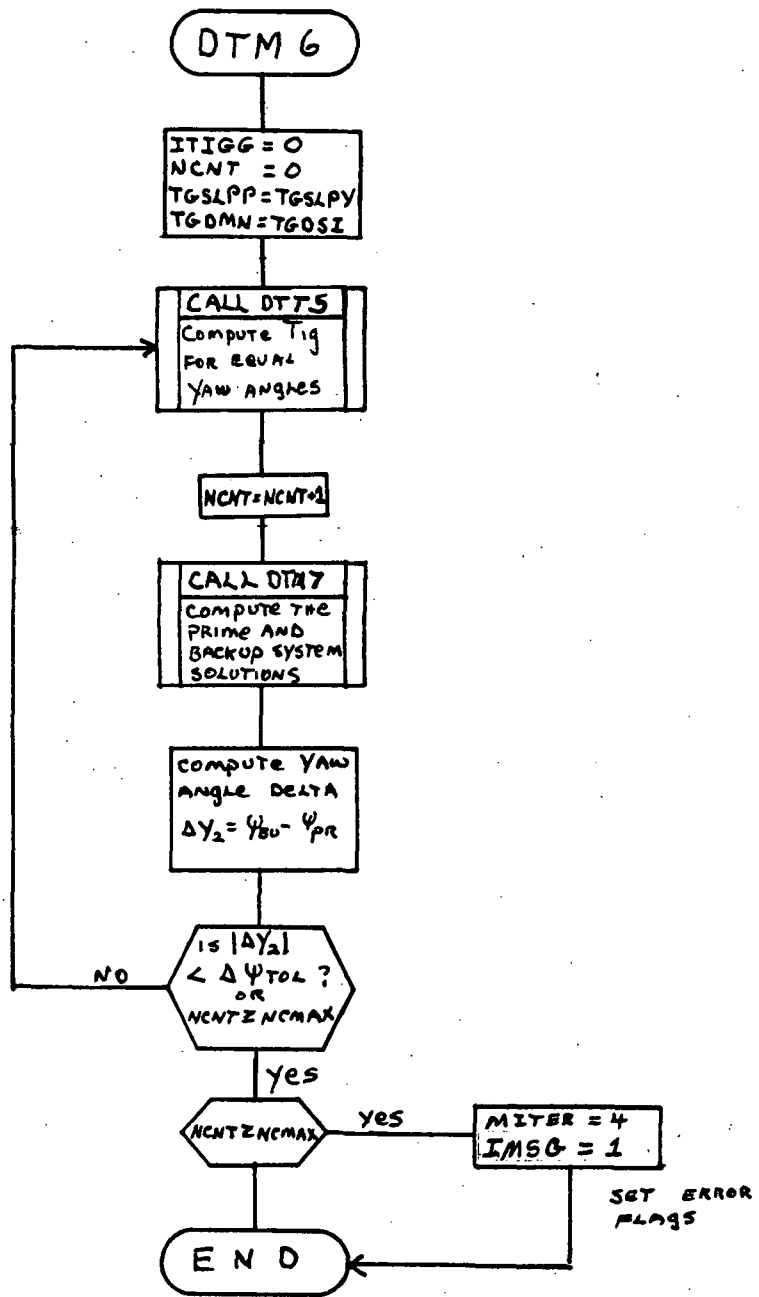 DTM 6
ITIGG = 0
NCNT = 0
TGSLPP=TGSLPY
TGDMN=TGDSI
CALL DTT5
Compute Tig
FOR EQUAL
YAW ANgLES
NCNT=NCNT+1
CALL DTM7
COMPUTE THE
PRIME AND
BACKUP SYSTEM
SOLUTIONS
COMPUTE YAW
ANgLE DELTA
ΔY₂ = ψBU - ψPR
IS |ΔY₂|
< ΔΨTOL ?
OR
NCNT≥NCMAX
NO
yes
NCNT≥NCMAX
yes
MITER = 4
IMSG = 1
SET ERROR
FLAgS
END